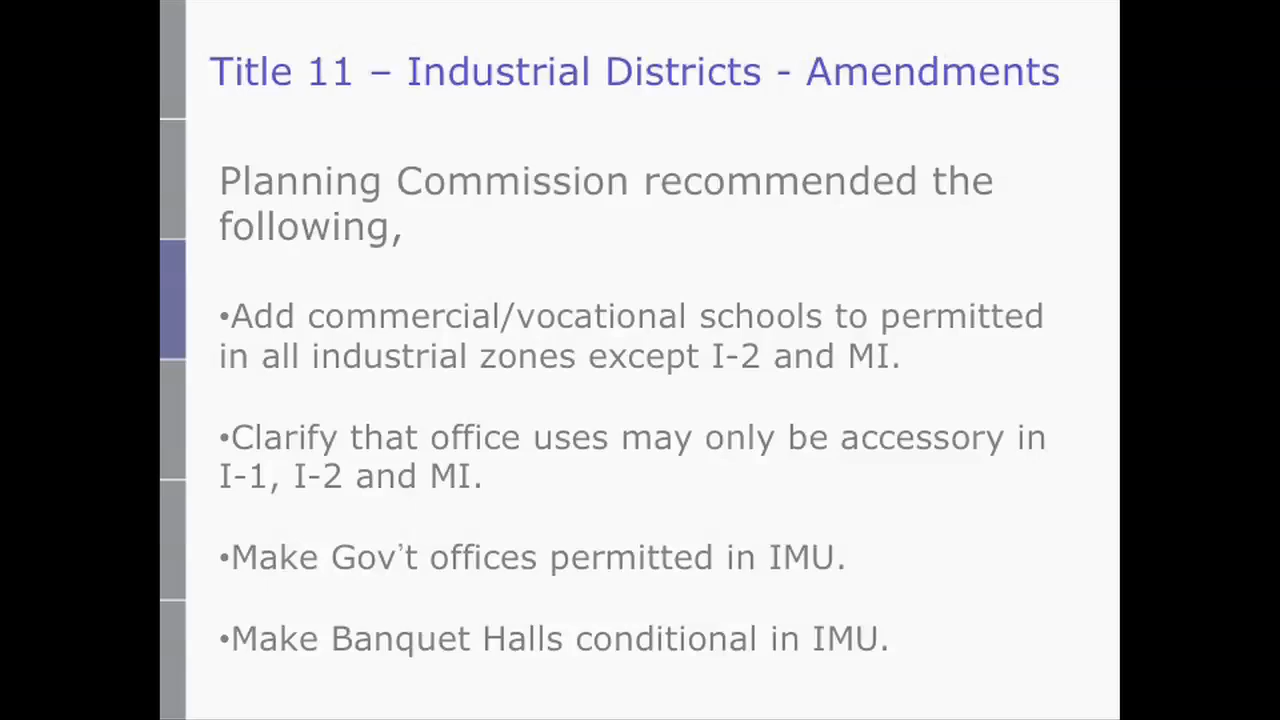 Title 11 – Industrial Districts - Amendments
Planning Commission recommended the
following,
•Add commercial/vocational schools to permitted
in all industrial zones except I-2 and MI.
•Clarify that office uses may only be accessory in
I-1, I-2 and MI.
•Make Gov’t offices permitted in IMU.
•Make Banquet Halls conditional in IMU.